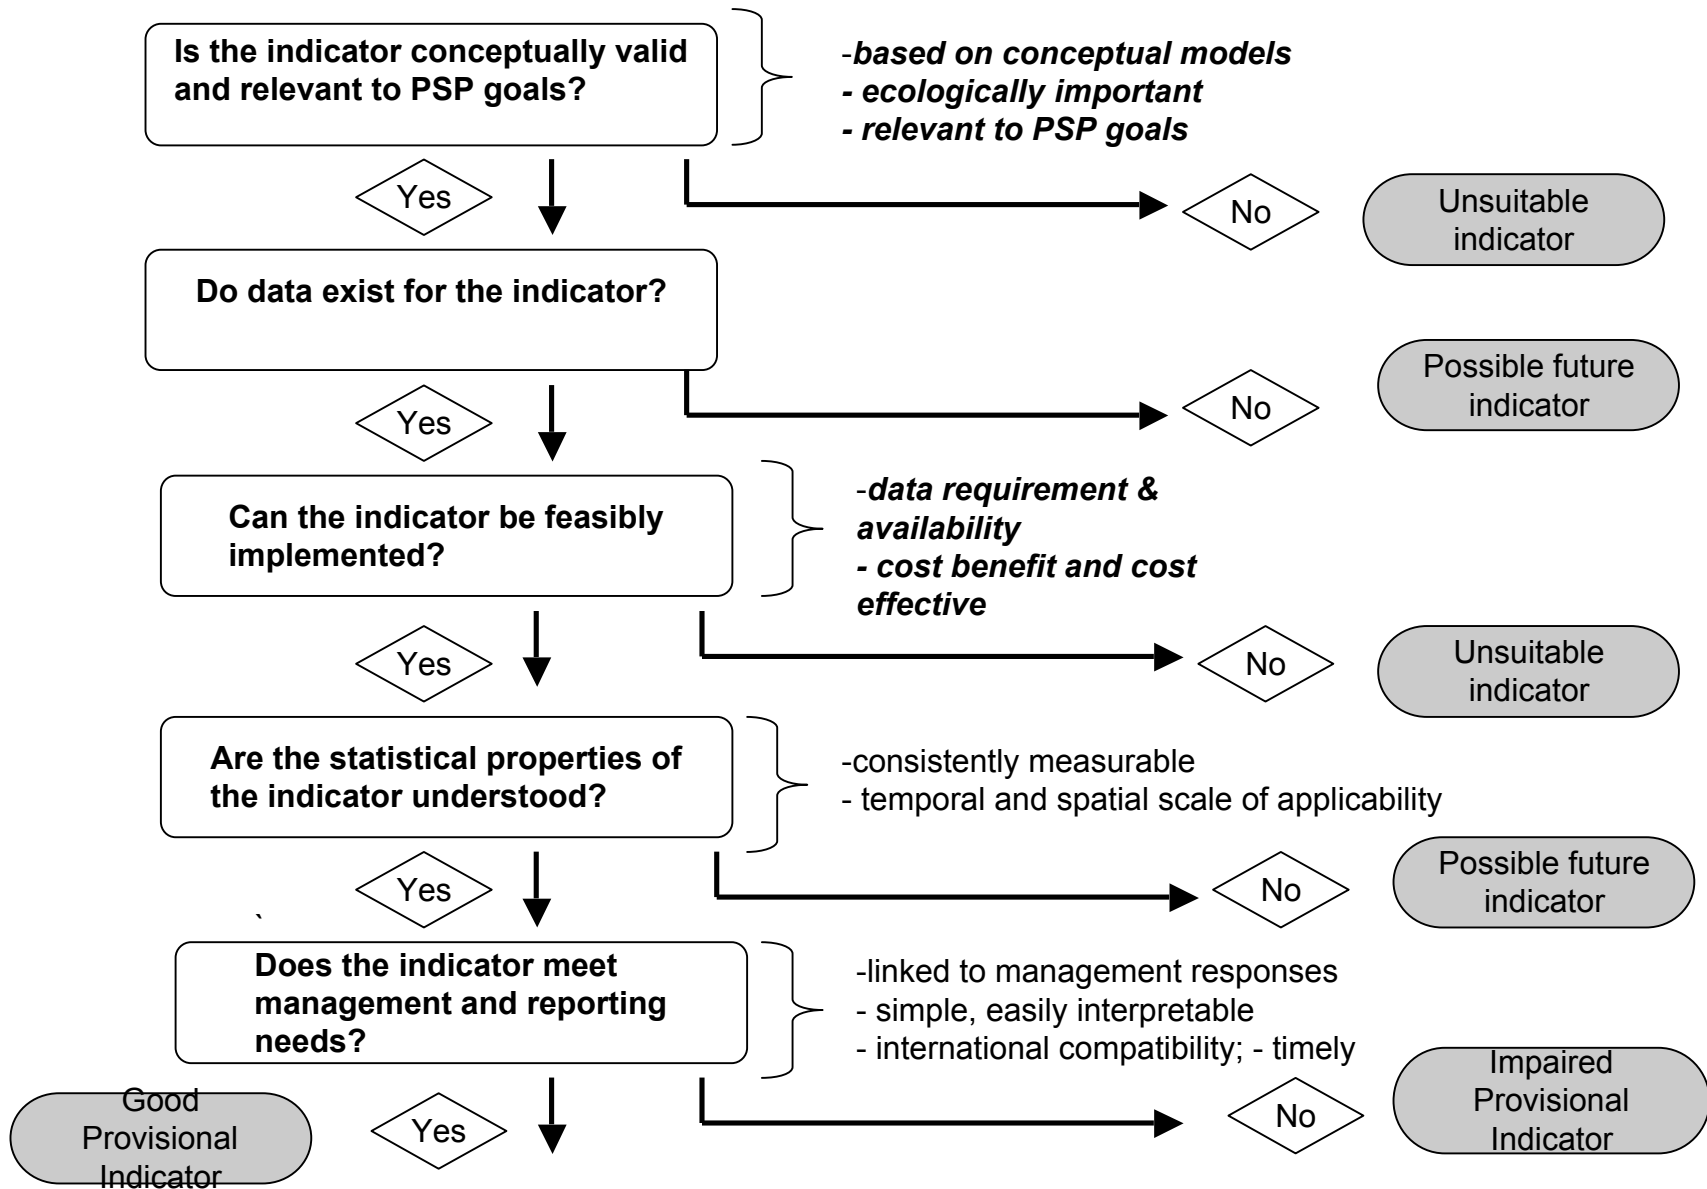 Is the indicator conceptually valid
and relevant to PSP goals?
-based on conceptual models
- ecologically important
- relevant to PSP goals
Yes
No
Unsuitable
indicator
Do data exist for the indicator?
Yes
No
Possible future
indicator
Can the indicator be feasibly
implemented?
-data requirement &
availability
- cost benefit and cost
effective
Yes
No
Unsuitable
indicator
Are the statistical properties of
the indicator understood?
-consistently measurable
- temporal and spatial scale of applicability
Yes
No
Possible future
indicator
`
Does the indicator meet
management and reporting
needs?
-linked to management responses
- simple, easily interpretable
- international compatibility; - timely
Good
Provisional
Indicator
Yes
No
Impaired
Provisional
Indicator